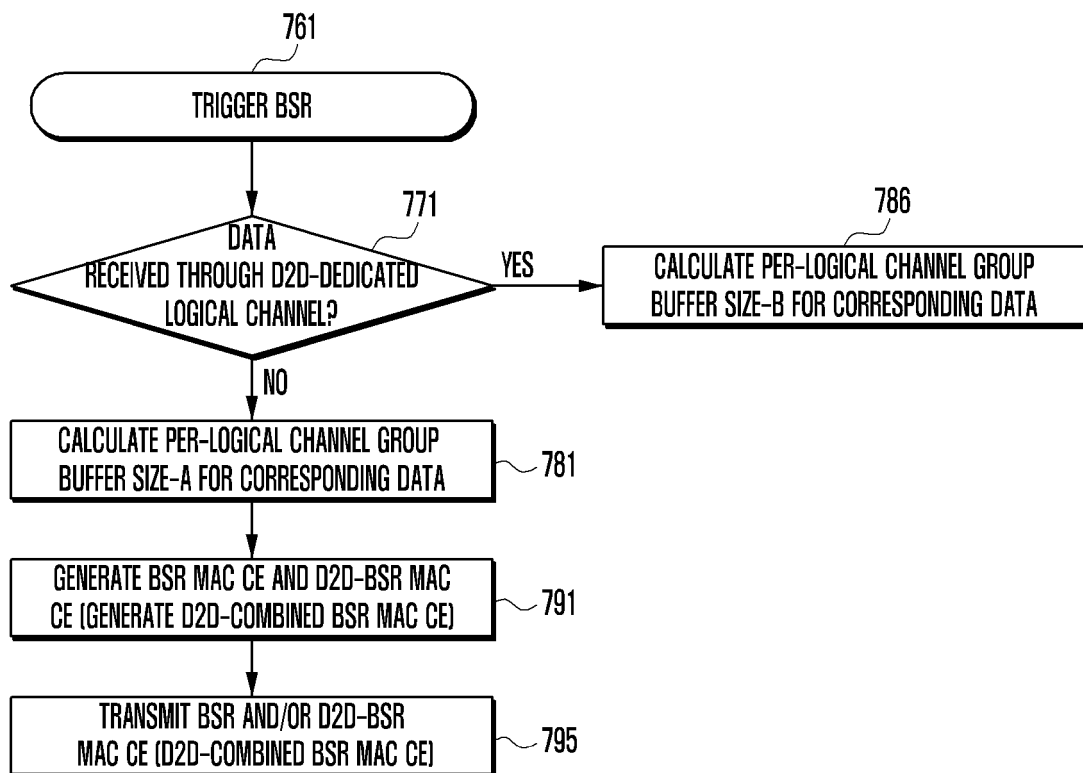 761
TRIGGER BSR
771
DATA
RECEIVED THROUGH D2D-DEDICATED
LOGICAL CHANNEL?
YES
786
CALCULATE PER-LOGICAL CHANNEL GROUP
BUFFER SIZE-B FOR CORRESPONDING DATA
NO
CALCULATE PER-LOGICAL CHANNEL GROUP
BUFFER SIZE-A FOR CORRESPONDING DATA
781
GENERATE BSR MAC CE AND D2D-BSR MAC
CE (GENERATE D2D-COMBINED BSR MAC CE)
791
TRANSMIT BSR AND/OR D2D-BSR
MAC CE (D2D-COMBINED BSR MAC CE)
795